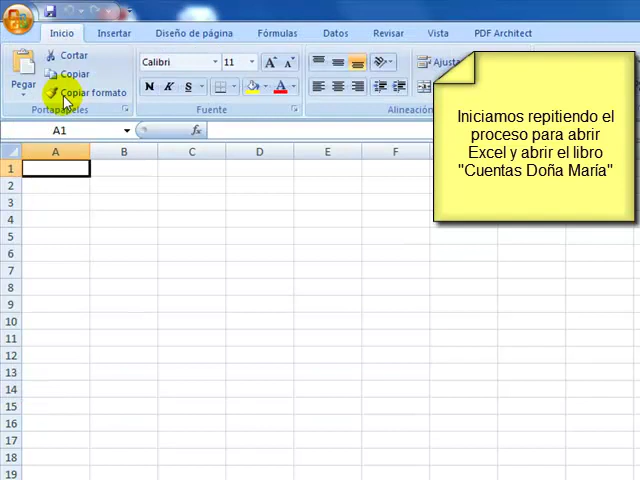 Inicio Insertar Diseño de página Fórmulas Datos Revisar Vista PDF Architect
Cortar
Copiar
Copiar formato
Pegar
Portapapeles
Calibri 11
N K S
Fuente
Ajusta
Alineación
A1 fx
A B C D E F
1
2
3
4
5
6
7
8
9
10
11
12
13
14
15
16
17
18
19
Iniciamos repitiendo el
proceso para abrir
Excel y abrir el libro
"Cuentas Doña María"